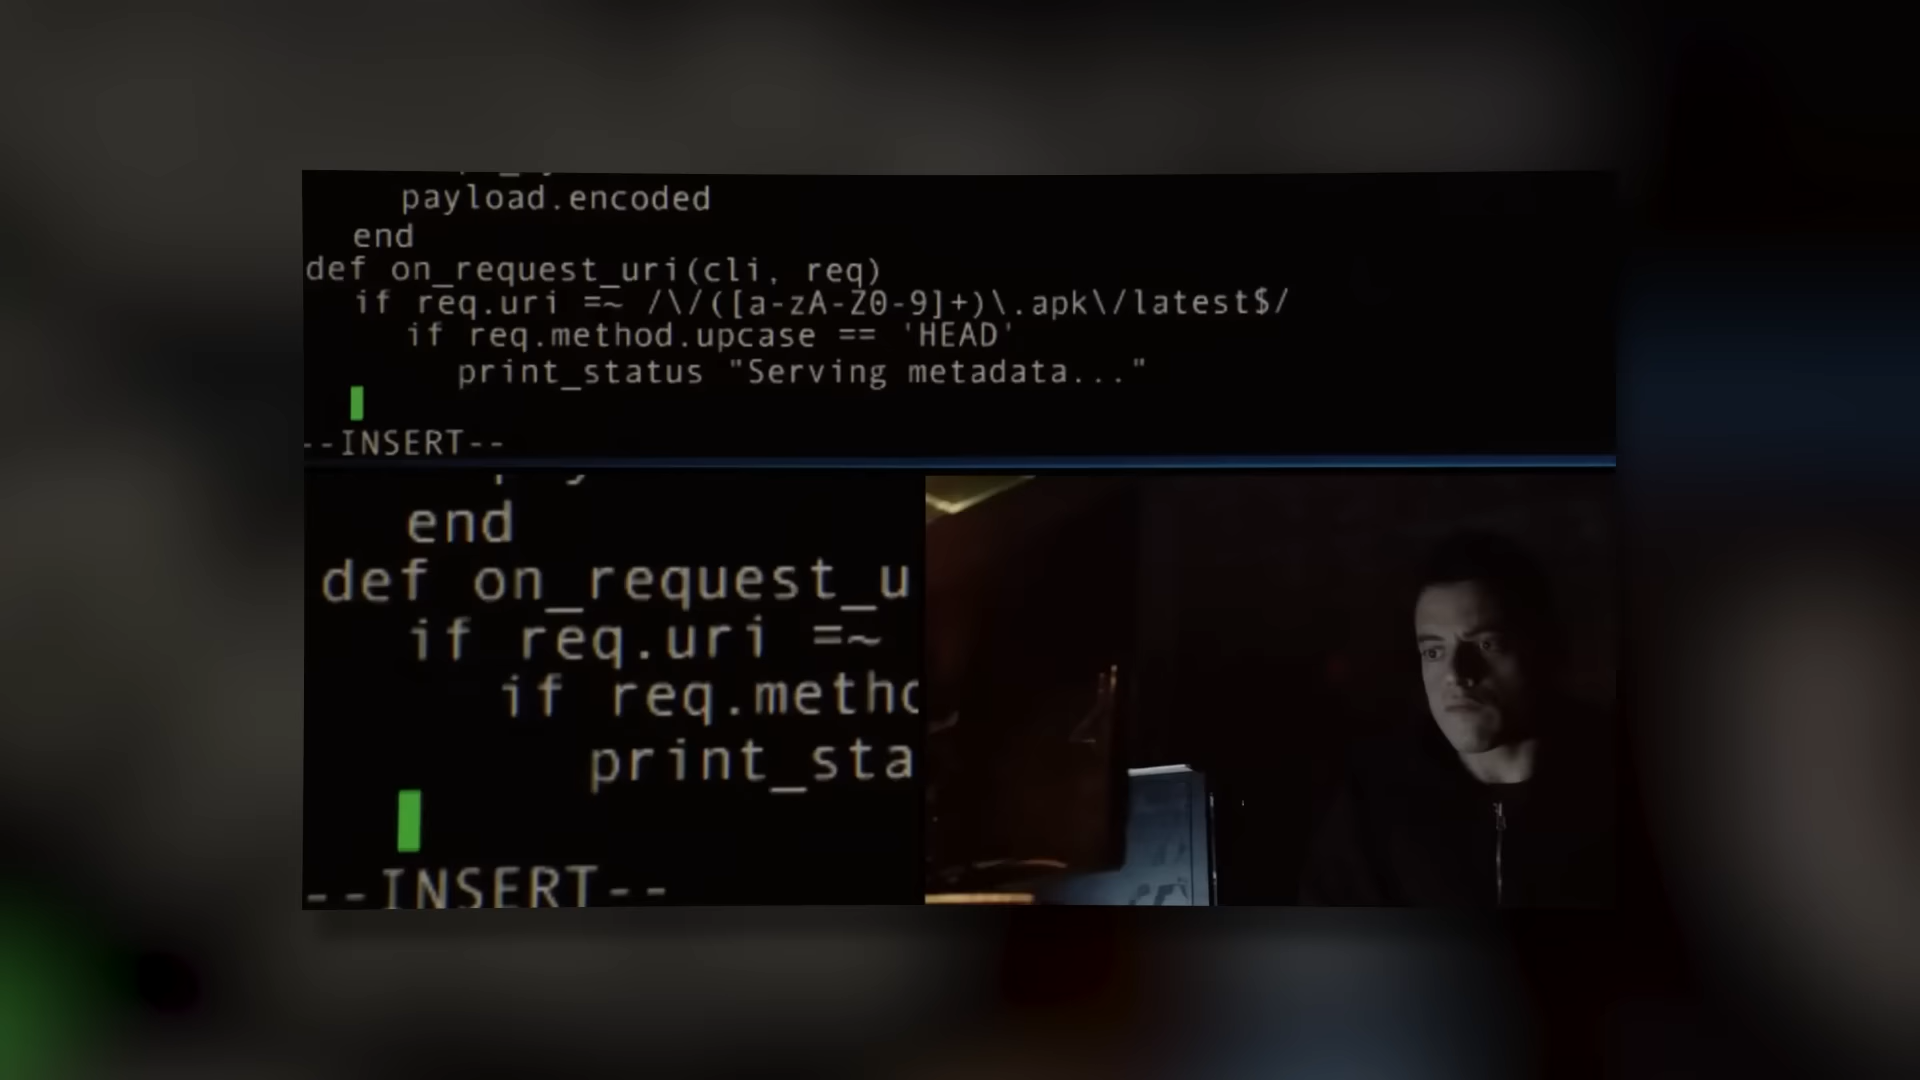 payload.encoded
end
def on_request_uri(cli, req)
if req.uri =~ /\/([a-zA-Z0-9]+)\.apk\/latest$/
if req.method.upcase == 'HEAD'
print_status "Serving metadata..."
--INSERT--
end
def on_request_u
if req.uri =~
if req.metho
print_sta
--INSERT--